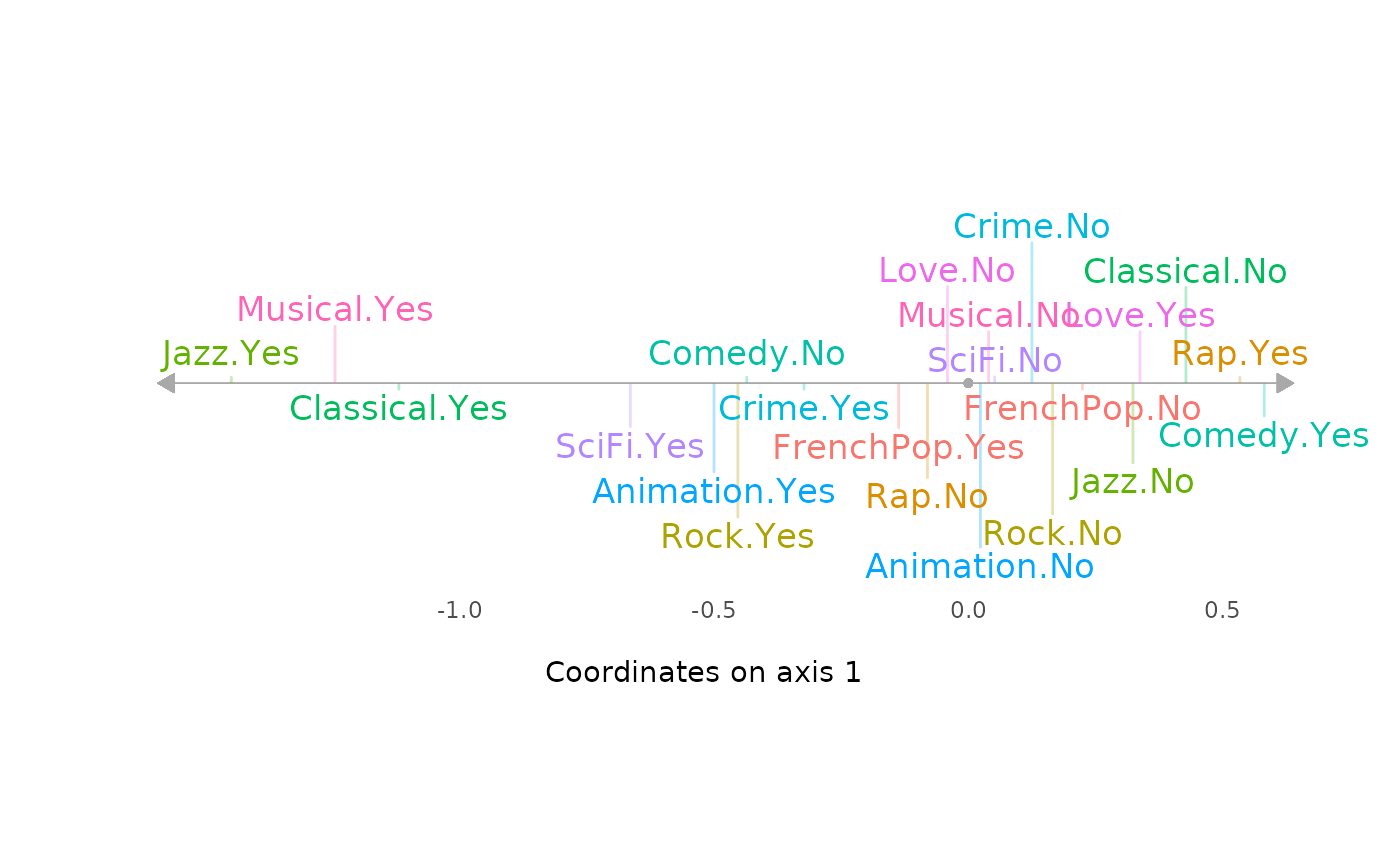 Crime.No
Love.No
Classical.No
Musical.Yes
Musical.No
Love.Yes
Jazz.Yes
Comedy.No
SciFi.No
Rap.Yes
Classical.Yes
Crime.Yes
FrenchPop.No
Comedy.Yes
SciFi.Yes
FrenchPop.Yes
Jazz.No
Animation.Yes
Rap.No
Rock.Yes
Rock.No
Animation.No
-1.0 -0.5 0.0 0.5
Coordinates on axis 1